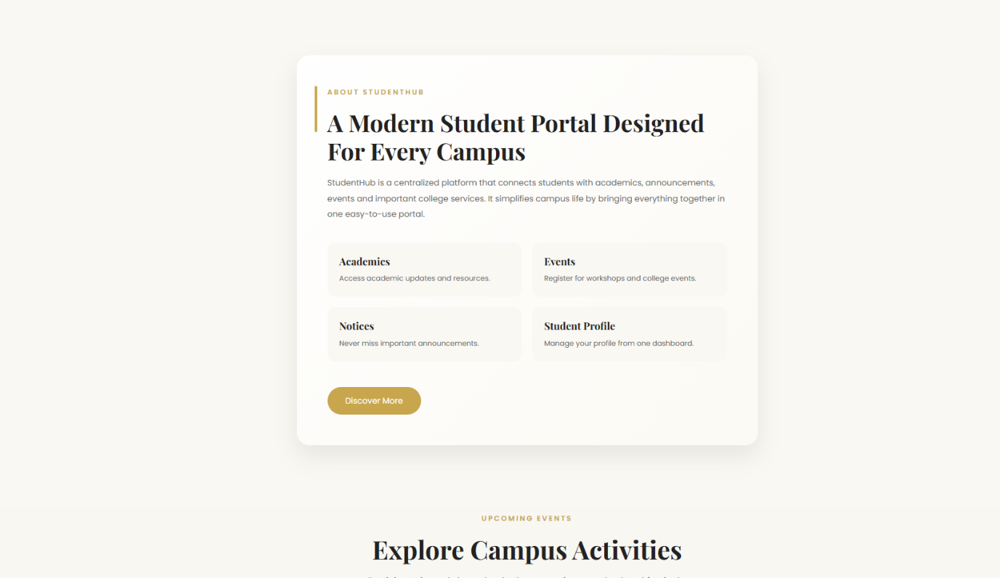 ABOUT STUDENTHUB
A Modern Student Portal Designed
For Every Campus
StudentHub is a centralized platform that connects students with academics, announcements,
events and important college services. It simplifies campus life by bringing everything together in
one easy-to-use portal.
Academics
Access academic updates and resources.
Events
Register for workshops and college events.
Notices
Never miss important announcements.
Student Profile
Manage your profile from one dashboard.
Discover More
UPCOMING EVENTS
Explore Campus Activities